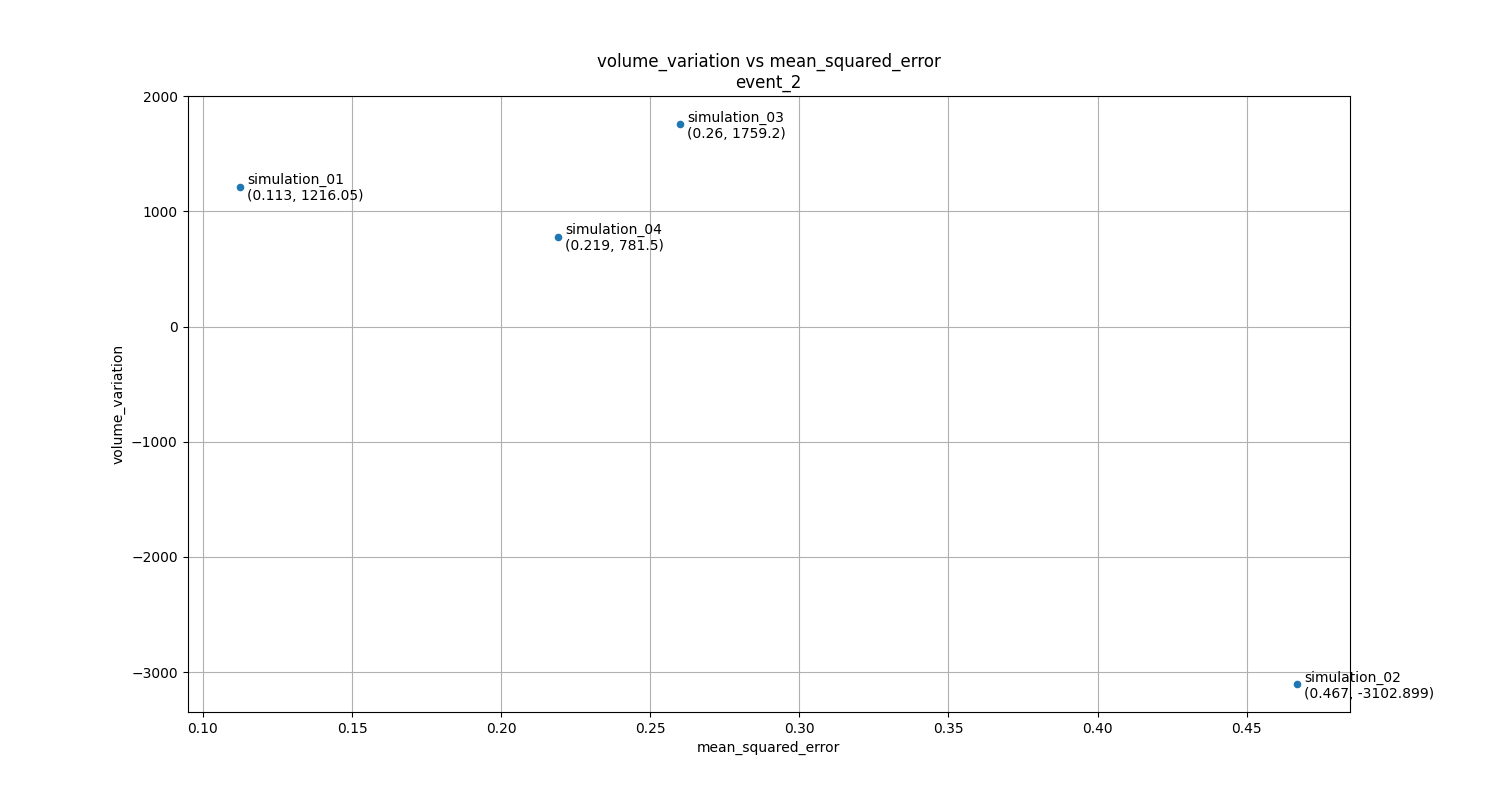 volume_variation vs mean_squared_error
event_2
2000
simulation_03
(0.26, 1759.2)
simulation_01
(0.113, 1216.05)
1000
simulation_04
(0.219, 781.5)
0
volume_variation
−1000
−2000
−3000
simulation_02
(0.467, -3102.899)
0.10
0.15
0.20
0.25
0.30
0.35
0.40
0.45
mean_squared_error